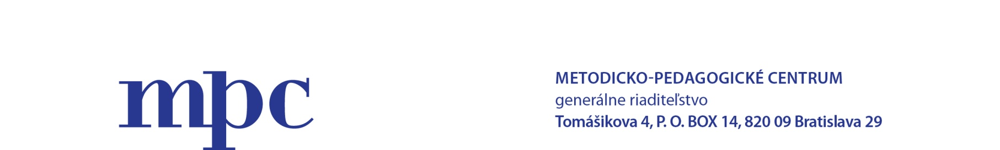 mpc
METODICKO-PEDAGOGICKÉ CENTRUM
generálne riaditeľstvo
Tomášikova 4, P. O. BOX 14, 820 09 Bratislava 29